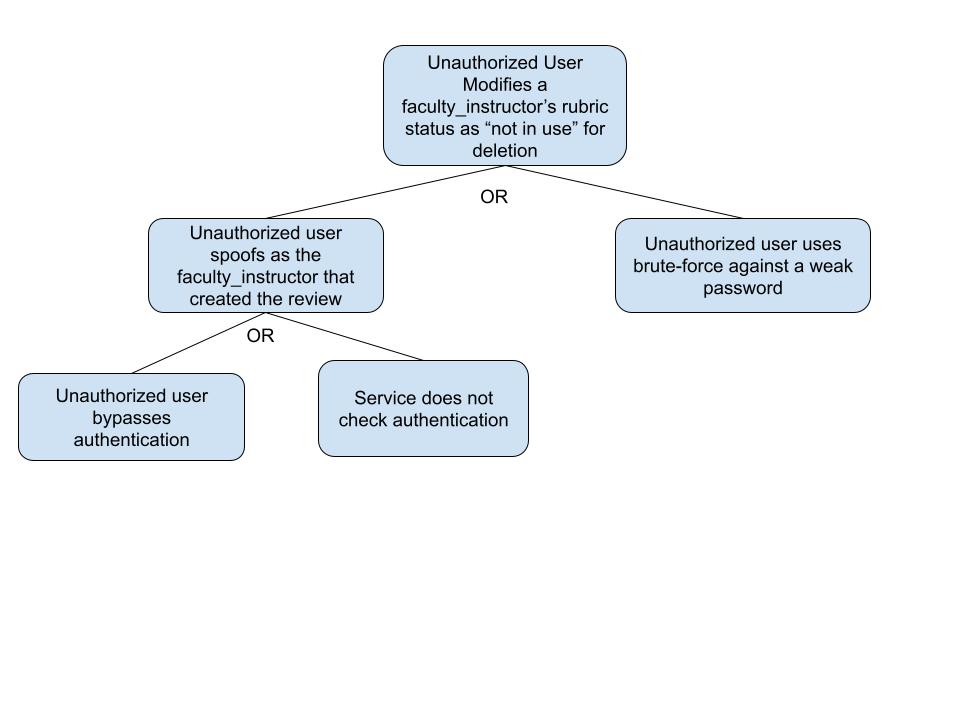 Unauthorized User
Modifies a
faculty_instructor’s rubric
status as “not in use” for
deletion
OR
Unauthorized user
spoofs as the
faculty_instructor that
created the review
Unauthorized user uses
brute-force against a weak
password
OR
Unauthorized user
bypasses
authentication
Service does not
check authentication